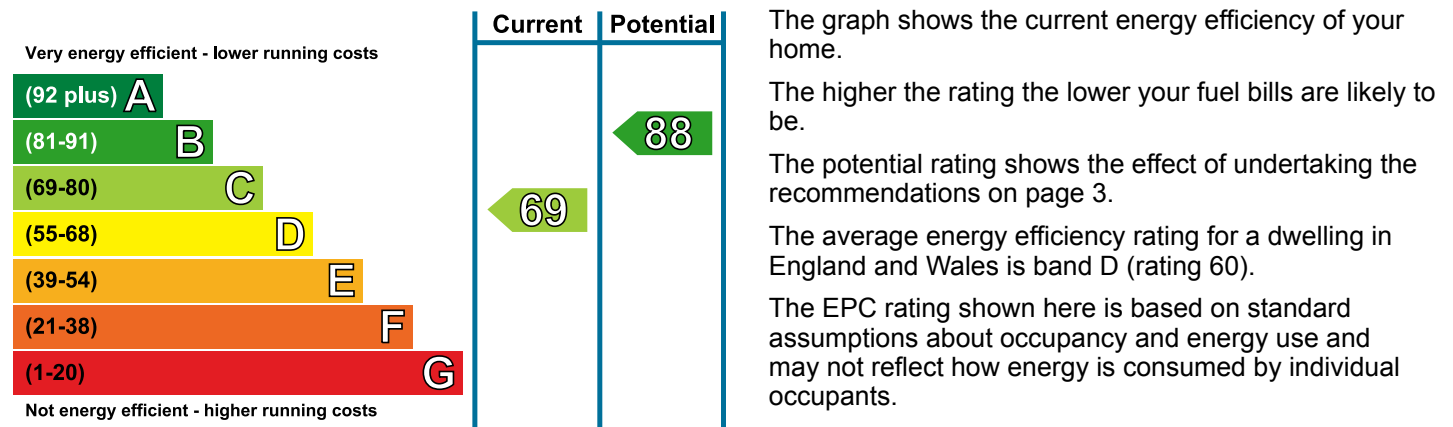 Current Potential
Very energy efficient - lower running costs
(92 plus) A
(81-91) B
(69-80) C
(55-68) D
(39-54) E
(21-38) F
(1-20) G
Not energy efficient - higher running costs
69
88
The graph shows the current energy efficiency of your
home.
The higher the rating the lower your fuel bills are likely to
be.
The potential rating shows the effect of undertaking the
recommendations on page 3.
The average energy efficiency rating for a dwelling in
England and Wales is band D (rating 60).
The EPC rating shown here is based on standard
assumptions about occupancy and energy use and
may not reflect how energy is consumed by individual
occupants.